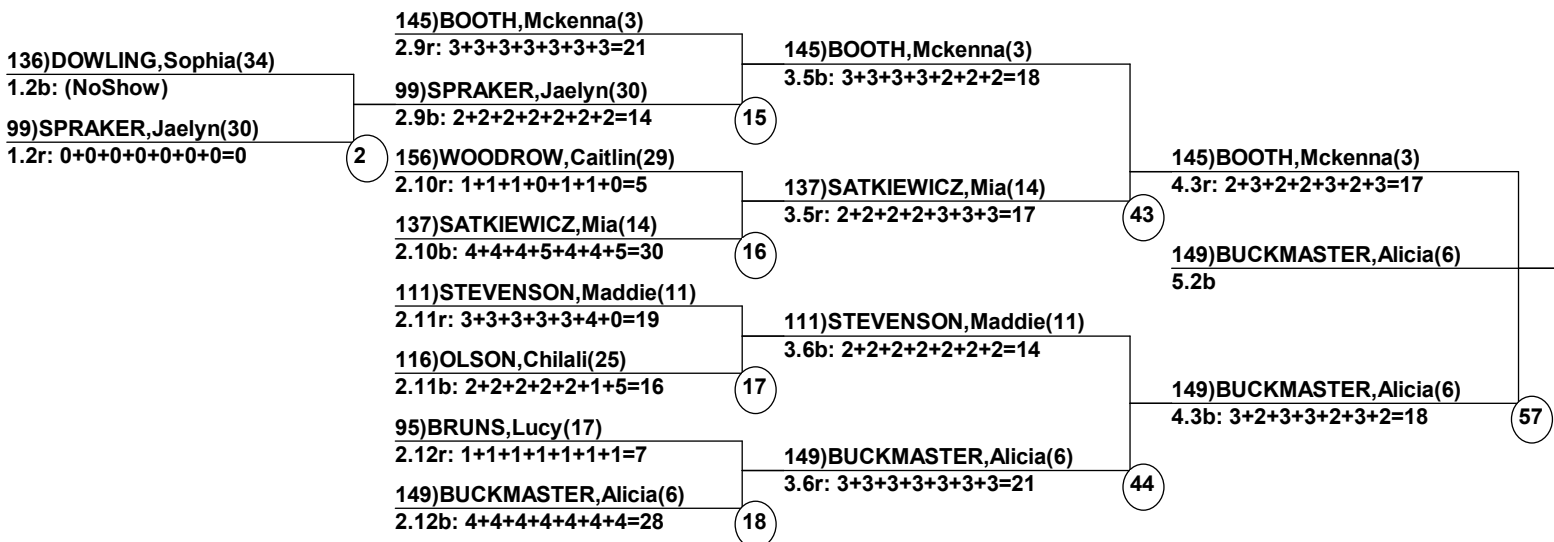 136)DOWLING,Sophia(34)
1.2b: (NoShow)
99)SPRAKER,Jaelyn(30)
1.2r: 0+0+0+0+0+0+0=0
2
145)BOOTH,Mckenna(3)
2.9r: 3+3+3+3+3+3+3=21
99)SPRAKER,Jaelyn(30)
2.9b: 2+2+2+2+2+2+2=14
15
156)WOODROW,Caitlin(29)
2.10r: 1+1+1+0+1+1+0=5
137)SATKIEWICZ,Mia(14)
2.10b: 4+4+4+5+4+4+5=30
16
111)STEVENSON,Maddie(11)
2.11r: 3+3+3+3+3+4+0=19
116)OLSON,Chilali(25)
2.11b: 2+2+2+2+2+1+5=16
17
95)BRUNS,Lucy(17)
2.12r: 1+1+1+1+1+1+1=7
149)BUCKMASTER,Alicia(6)
2.12b: 4+4+4+4+4+4+4=28
18
145)BOOTH,Mckenna(3)
3.5b: 3+3+3+3+2+2+2=18
137)SATKIEWICZ,Mia(14)
3.5r: 2+2+2+2+3+3+3=17
43
111)STEVENSON,Maddie(11)
3.6b: 2+2+2+2+2+2+2=14
149)BUCKMASTER,Alicia(6)
3.6r: 3+3+3+3+3+3+3=21
44
145)BOOTH,Mckenna(3)
4.3r: 2+3+2+2+3+2+3=17
149)BUCKMASTER,Alicia(6)
5.2b
149)BUCKMASTER,Alicia(6)
4.3b: 3+2+3+3+2+3+2=18
57